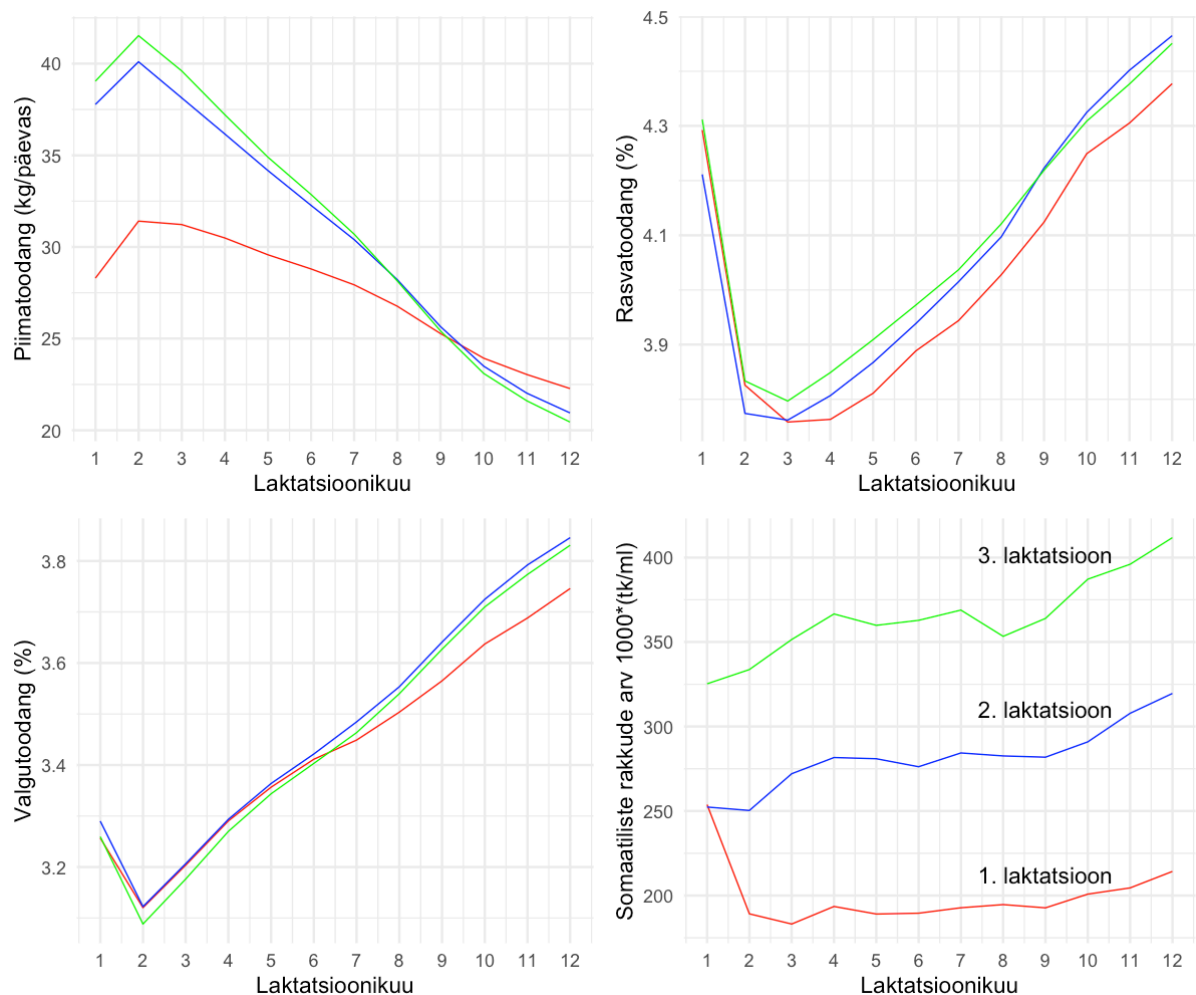 Piimatoodang (kg/päevas)
40
35
30
25
20
1 2 3 4 5 6 7 8 9 10 11 12
Laktatsioonikuu
Rasvatoodang (%)
4.5
4.3
4.1
3.9
1 2 3 4 5 6 7 8 9 10 11 12
Laktatsioonikuu
Valgutoodang (%)
3.8
3.6
3.4
3.2
1 2 3 4 5 6 7 8 9 10 11 12
Laktatsioonikuu
Somaatiliste rakkude arv 1000*(tk/ml)
400
350
300
250
200
3. laktatsioon
2. laktatsioon
1. laktatsioon
1 2 3 4 5 6 7 8 9 10 11 12
Laktatsioonikuu